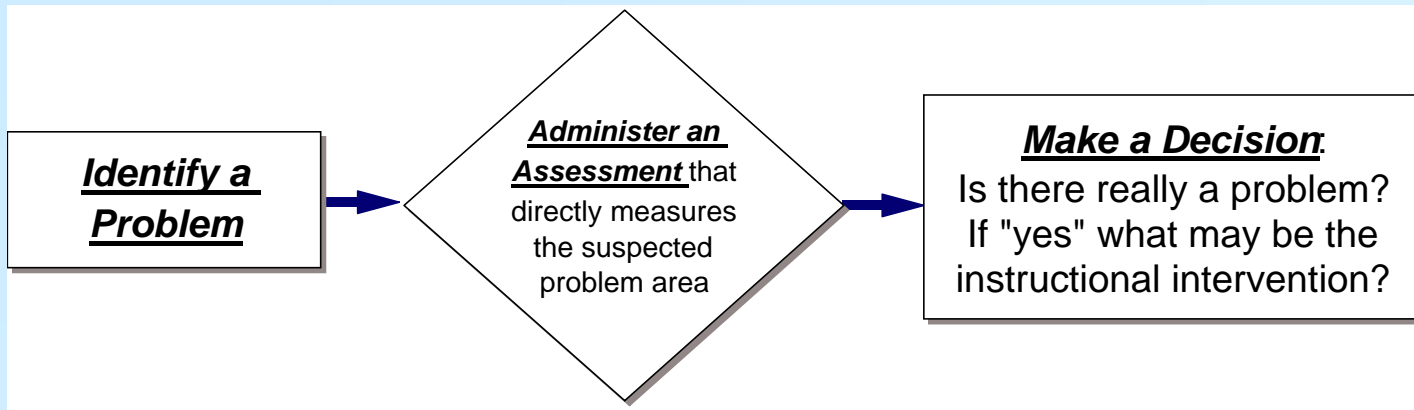 Identify a
Problem
Administer an
Assessment that
directly measures
the suspected
problem area
Make a Decision:
Is there really a problem?
If "yes" what may be the
instructional intervention?